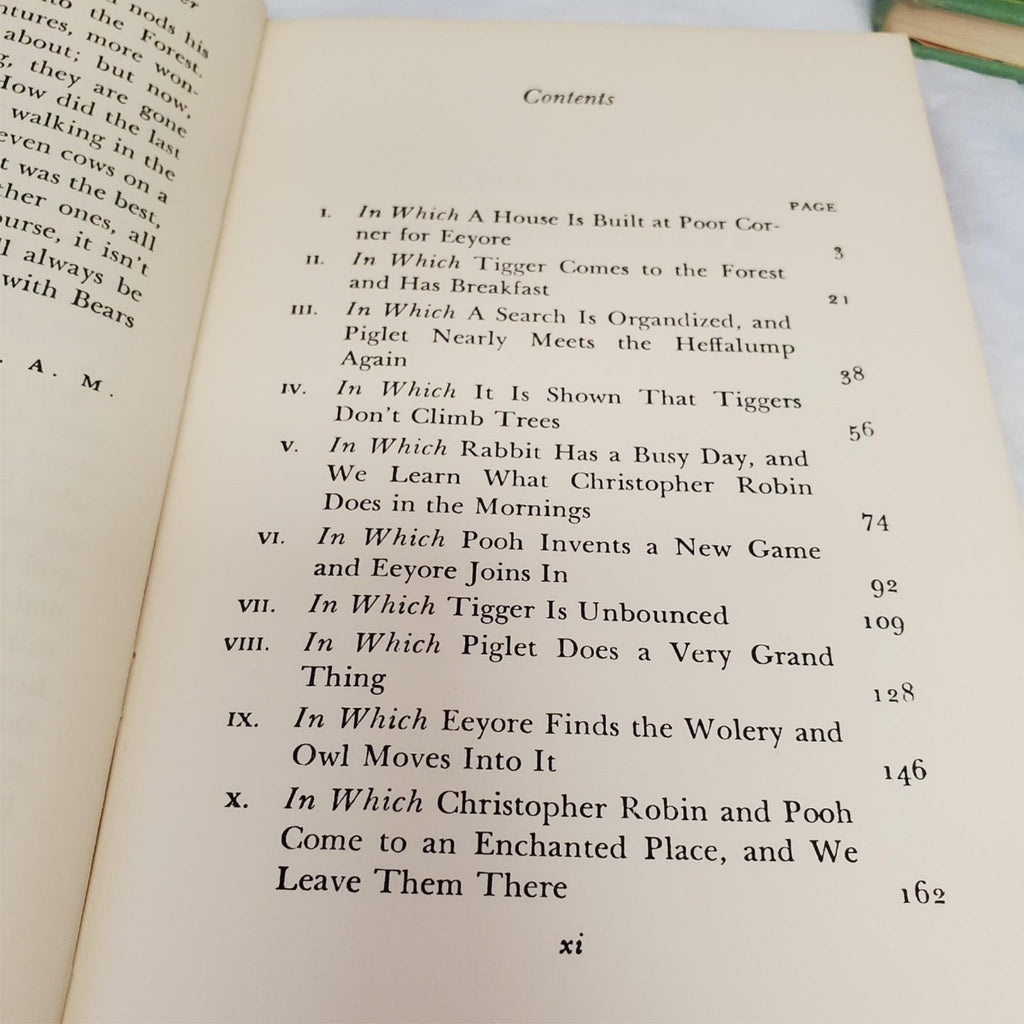 nods his
to the Forest.
ntures, more won-
about; but now,
g, they are gone
How did the last
walking in the
even cows on a
t was the best,
ther ones, all
ourse, it isn't
ll always be
with Bears
A. M.
Contents
PAGE
I. In Which A House Is Built at Poor Cor-
ner for Eeyore 3
II. In Which Tigger Comes to the Forest
and Has Breakfast 21
III. In Which A Search Is Organdized, and
Piglet Nearly Meets the Heffalump
Again 38
IV. In Which It Is Shown That Tiggers
Don't Climb Trees 56
V. In Which Rabbit Has a Busy Day, and
We Learn What Christopher Robin
Does in the Mornings 74
VI. In Which Pooh Invents a New Game
and Eeyore Joins In 92
VII. In Which Tigger Is Unbounced 109
VIII. In Which Piglet Does a Very Grand
Thing 128
IX. In Which Eeyore Finds the Wolery and
Owl Moves Into It 146
X. In Which Christopher Robin and Pooh
Come to an Enchanted Place, and We
Leave Them There 162
xi